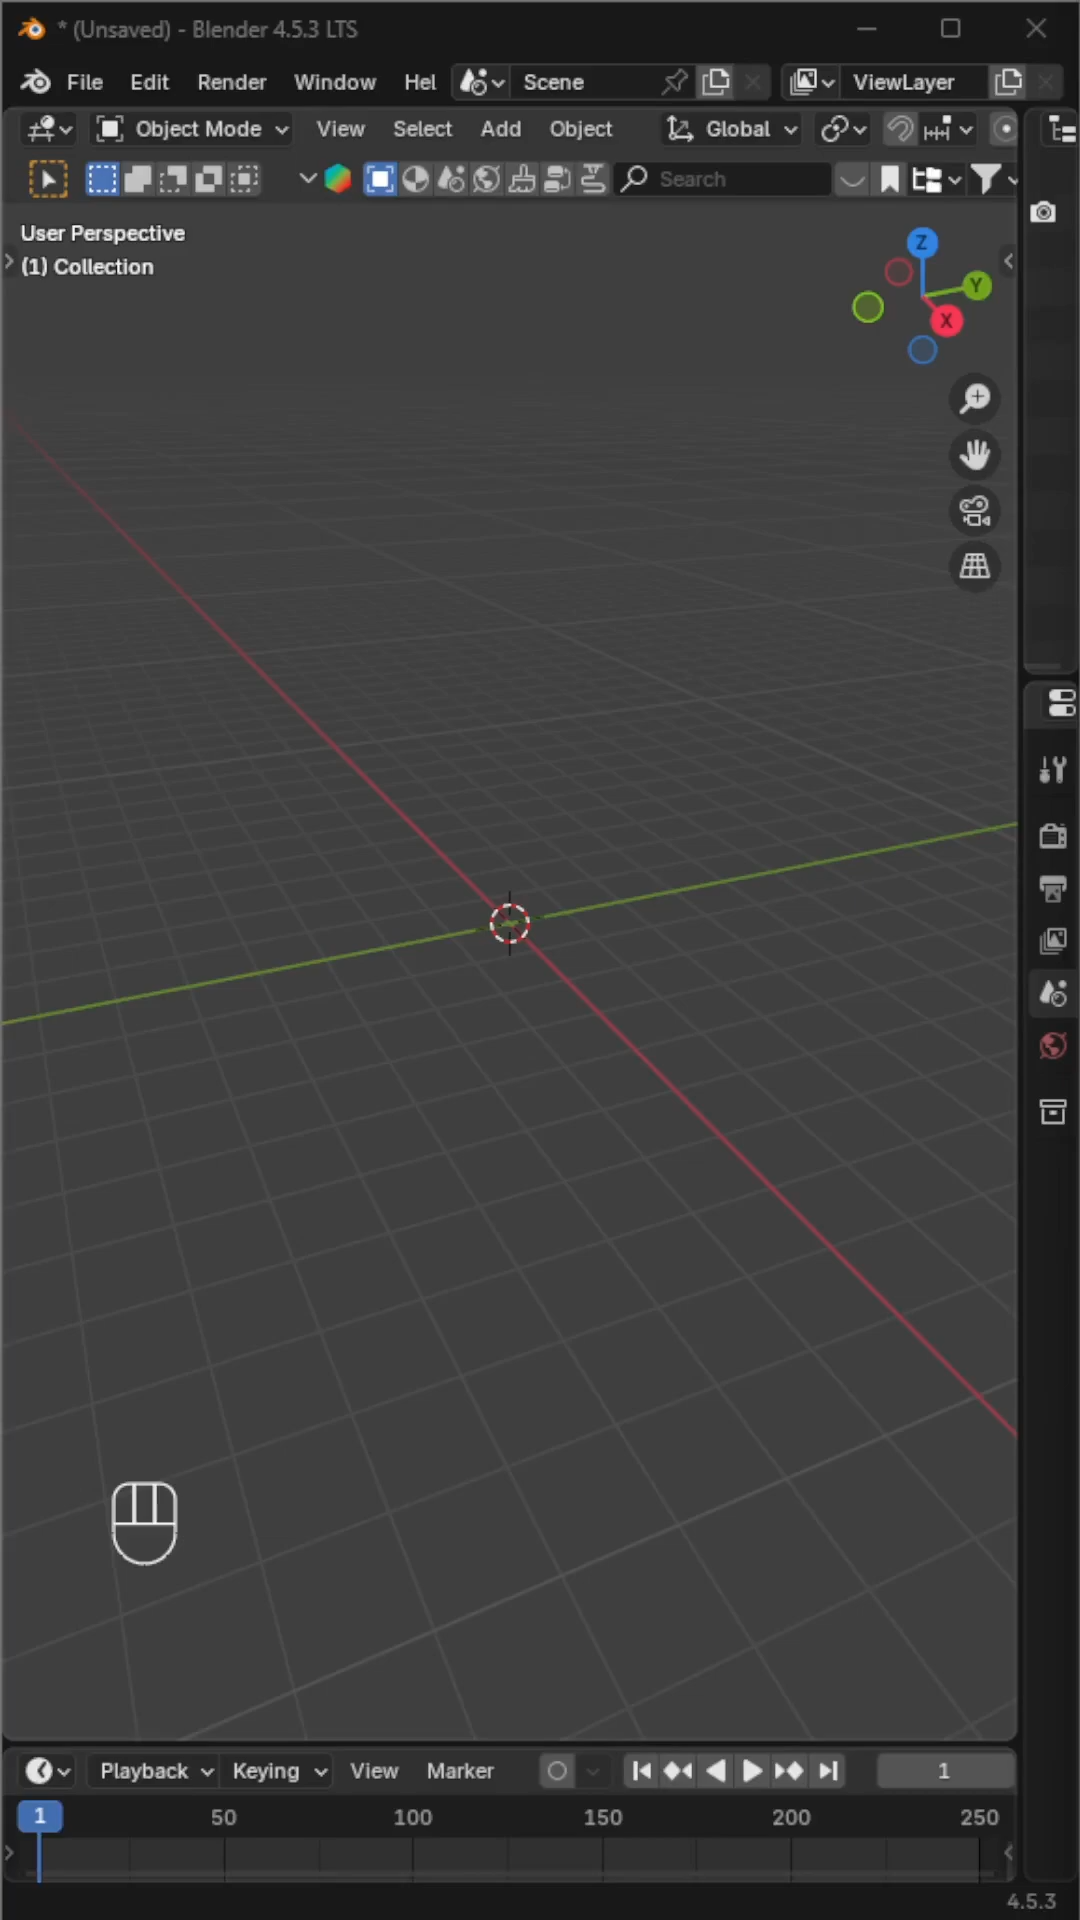 * (Unsaved) - Blender 4.5.3 LTS
File Edit Render Window Hel Scene ViewLayer
Object Mode View Select Add Object Global
Search
User Perspective
(1) Collection
Z
Y
X
Playback Keying View Marker 1
1 50 100 150 200 250
4.5.3